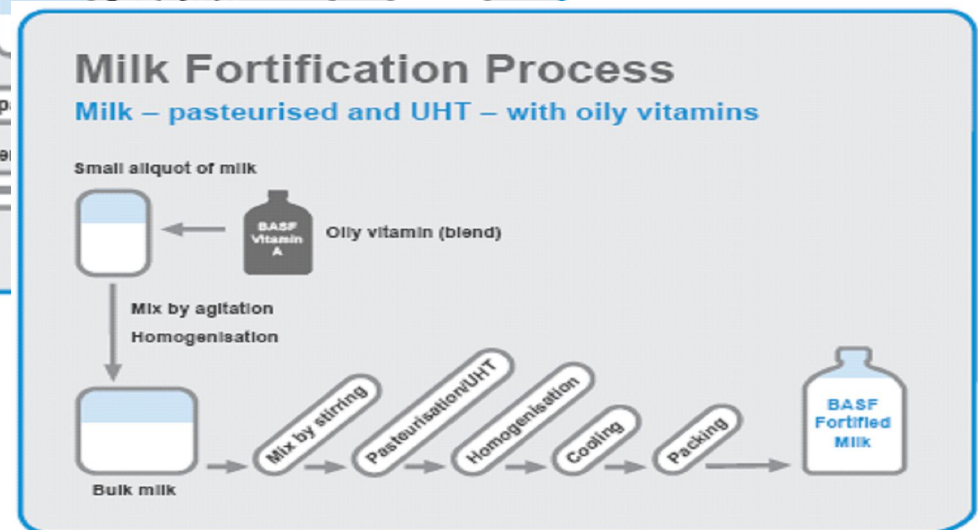 Milk Fortification Process
Milk – pasteurised and UHT – with oily vitamins
Small aliquot of milk
BASF
Vitamin
A
Oily vitamin (blend)
Mix by agitation
Homogenisation
Bulk milk
Mix by stirring
Pasteurisation/UHT
Homogenisation
Cooling
Packing
BASF
Fortified
Milk